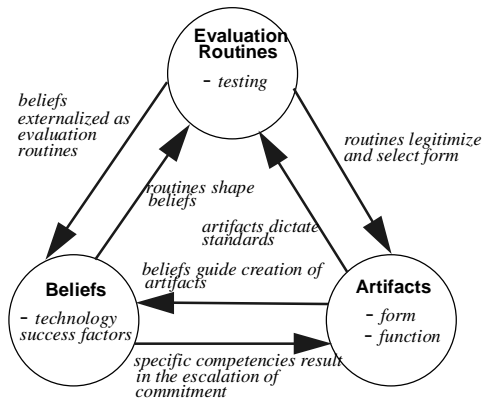 Evaluation
Routines
- testing
beliefs
externalized as
evaluation
routines
routines legitimize
and select form
routines shape
beliefs
artifacts dictate
standards
beliefs guide creation of
artifacts
Beliefs
- technology
success factors
Artifacts
- form
- function
specific competencies result
in the escalation of
commitment